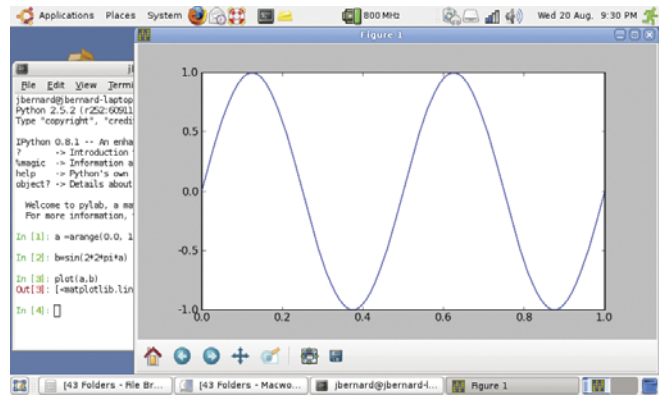 Applications Places System 800 MHz Wed 20 Aug, 9:30 PM
Figure 1
File Edit View Termi
jbernard@jbernard-laptop
Python 2.5.2 (r252:60911
Type "copyright", "credi
IPython 0.8.1 -- An enha
? -> Introduction
%magic -> Information a
help -> Python's own
object? -> Details about
Welcome to pylab, a ma
For more information,
In [1]: a =arange(0.0, 1
In [2]: b=sin(2*2*pi*a)
In [3]: plot(a,b)
Out[3]: [<matplotlib.lin
In [4]:
1.0
0.5
0.0
-0.5
-1.0
0.0 0.2 0.4 0.6 0.8 1.0
[43 Folders - File Br... [43 Folders - Macwo... jbernard@jbernard-l... Figure 1